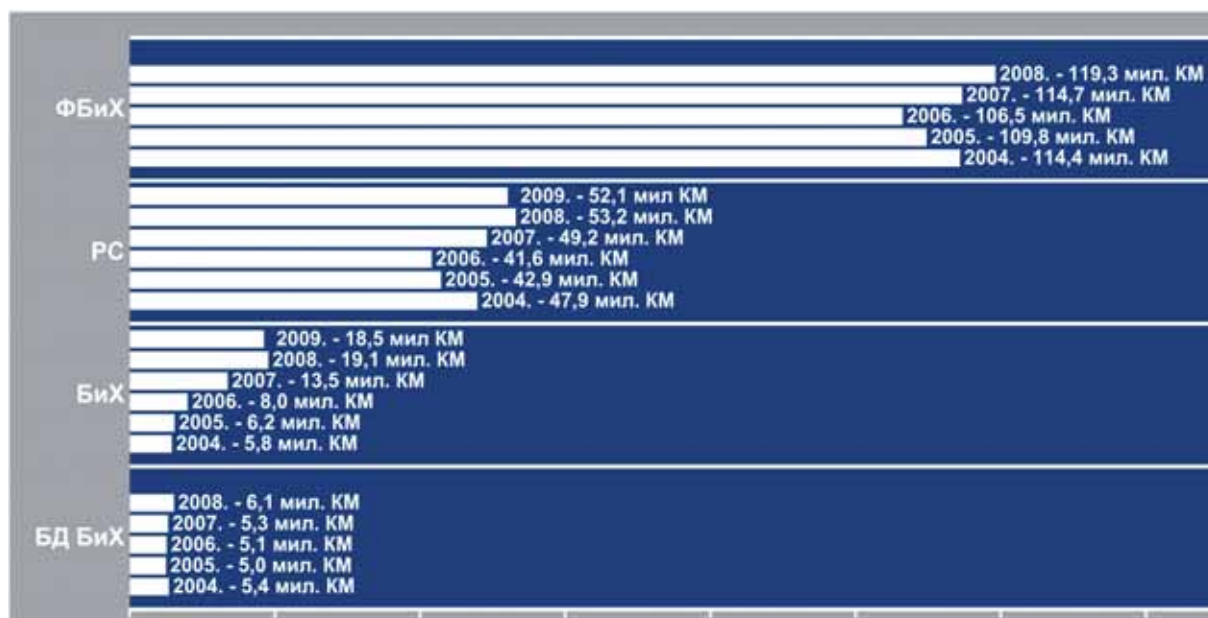 ФБиХ
2008. - 119,3 мил. КМ
2007. - 114,7 мил. КМ
2006. - 106,5 мил. КМ
2005. - 109,8 мил. КМ
2004. - 114,4 мил. КМ
РС
2009. - 52,1 мил КМ
2008. - 53,2 мил. КМ
2007. - 49,2 мил. КМ
2006. - 41,6 мил. КМ
2005. - 42,9 мил. КМ
2004. - 47,9 мил. КМ
БиХ
2009. - 18,5 мил КМ
2008. - 19,1 мил. КМ
2007. - 13,5 мил. КМ
2006. - 8,0 мил. КМ
2005. - 6,2 мил. КМ
2004. - 5,8 мил. КМ
БД БиХ
2008. - 6,1 мил. КМ
2007. - 5,3 мил. КМ
2006. - 5,1 мил. КМ
2005. - 5,0 мил. КМ
2004. - 5,4 мил. КМ